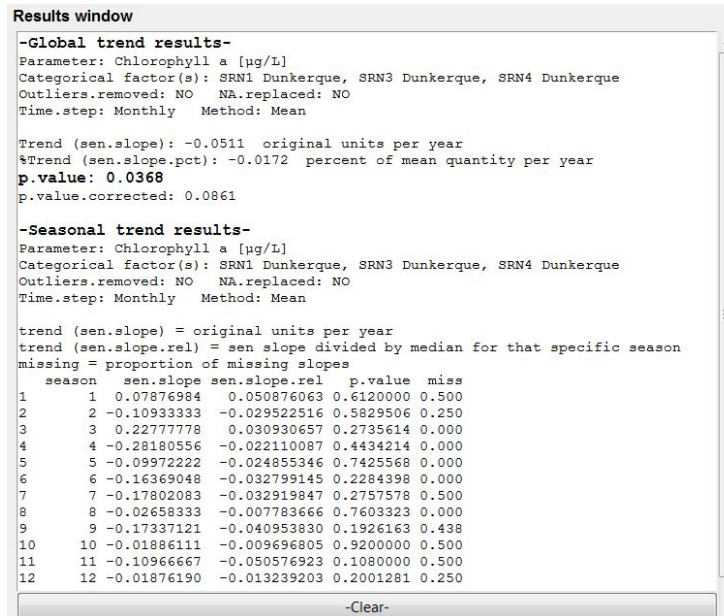 Results window
-Global trend results-
Parameter: Chlorophyll a [µg/L]
Categorical factor(s): SRN1 Dunkerque, SRN3 Dunkerque, SRN4 Dunkerque
Outliers.removed: NO   NA.replaced: NO
Time.step: Monthly   Method: Mean
Trend (sen.slope): -0.0511  original units per year
%Trend (sen.slope.pct): -0.0172  percent of mean quantity per year
p.value: 0.0368
p.value.corrected: 0.0861
-Seasonal trend results-
Parameter: Chlorophyll a [µg/L]
Categorical factor(s): SRN1 Dunkerque, SRN3 Dunkerque, SRN4 Dunkerque
Outliers.removed: NO   NA.replaced: NO
Time.step: Monthly   Method: Mean
trend (sen.slope) = original units per year
trend (sen.slope.rel) = sen slope divided by median for that specific season
missing = proportion of missing slopes
season   sen.slope sen.slope.rel   p.value  miss
1       1  0.07876984   0.050876063 0.6120000 0.500
2       2 -0.10933333  -0.029522516 0.5829506 0.250
3       3  0.22777778   0.030930657 0.2735614 0.000
4       4 -0.28180556  -0.022110087 0.4434214 0.000
5       5 -0.09972222  -0.024855346 0.7425568 0.000
6       6 -0.16369048  -0.032799145 0.2284398 0.000
7       7 -0.17802083  -0.032919847 0.2757578 0.500
8       8 -0.02658333  -0.007783666 0.7603323 0.000
9       9 -0.17337121  -0.040953830 0.1926163 0.438
10     10 -0.01886111  -0.009696805 0.9200000 0.500
11     11 -0.10966667  -0.050576923 0.1080000 0.500
12     12 -0.01876190  -0.013239203 0.2001281 0.250
-Clear-